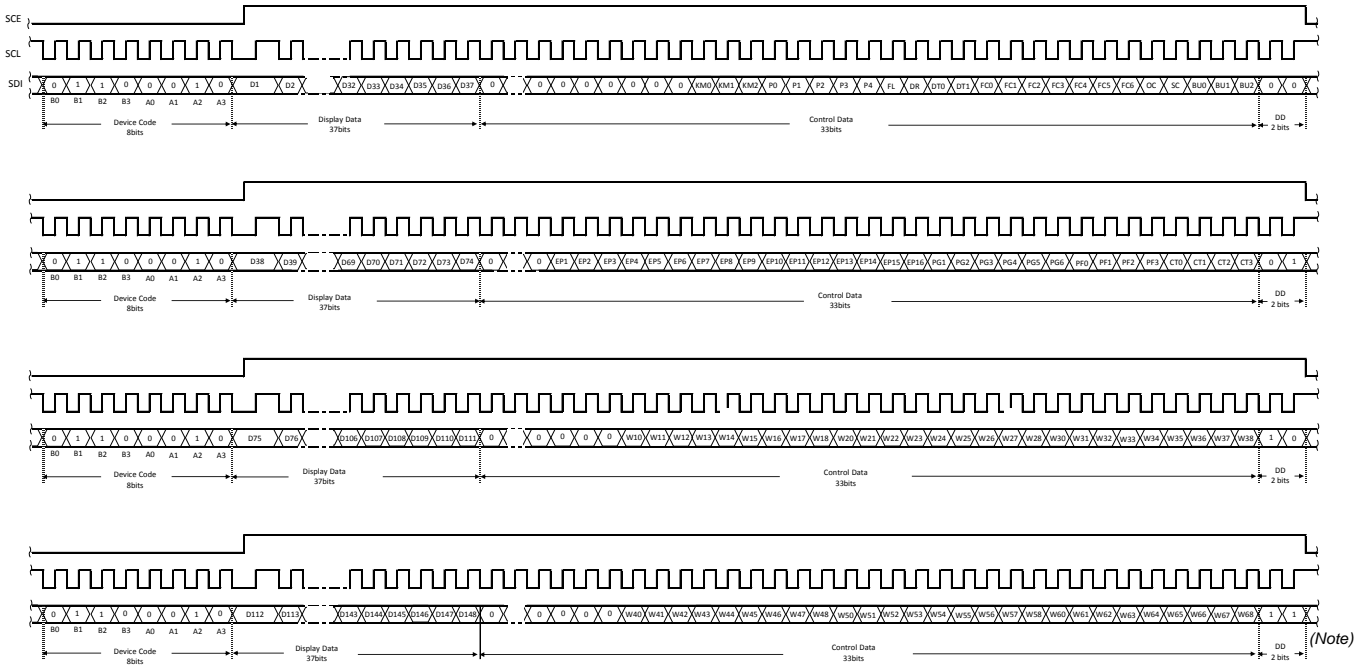 SCE
SCL
SDI
0 1 1 0 0 0 1 0 D1 D2 D32 D33 D34 D35 D36 D37 0 0 0 0 0 0 0 0 KM0 KM1 KM2 P0 P1 P2 P3 P4 FL DR DT0 DT1 FC0 FC1 FC2 FC3 FC4 FC5 FC6 OC SC BU0 BU1 BU2 0 0
B0 B1 B2 B3 A0 A1 A2 A3
Device Code
8bits
Display Data
37bits
Control Data
33bits
DD
2 bits
0 1 1 0 0 0 1 0 D38 D39 D69 D70 D71 D72 D73 D74 0 0 EP1 EP2 EP3 EP4 EP5 EP6 EP7 EP8 EP9 EP10 EP11 EP12 EP13 EP14 EP15 EP16 PG1 PG2 PG3 PG4 PG5 PG6 PF0 PF1 PF2 PF3 CT0 CT1 CT2 CT3 0 1
B0 B1 B2 B3 A0 A1 A2 A3
Device Code
8bits
Display Data
37bits
Control Data
33bits
DD
2 bits
0 1 1 0 0 0 1 0 D75 D76 D106 D107 D108 D109 D110 D111 0 0 0 0 0 W10 W11 W12 W13 W14 W15 W16 W17 W18 W20 W21 W22 W23 W24 W25 W26 W27 W28 W30 W31 W32 W33 W34 W35 W36 W37 W38 1 0
B0 B1 B2 B3 A0 A1 A2 A3
Device Code
8bits
Display Data
37bits
Control Data
33bits
DD
2 bits
0 1 1 0 0 0 1 0 D112 D113 D143 D144 D145 D146 D147 D148 0 0 0 0 0 W40 W41 W42 W43 W44 W45 W46 W47 W48 W50 W51 W52 W53 W54 W55 W56 W57 W58 W60 W61 W62 W63 W64 W65 W66 W67 W68 1 1
B0 B1 B2 B3 A0 A1 A2 A3
(Note)
Device Code
8bits
Display Data
37bits
Control Data
33bits
DD
2 bits